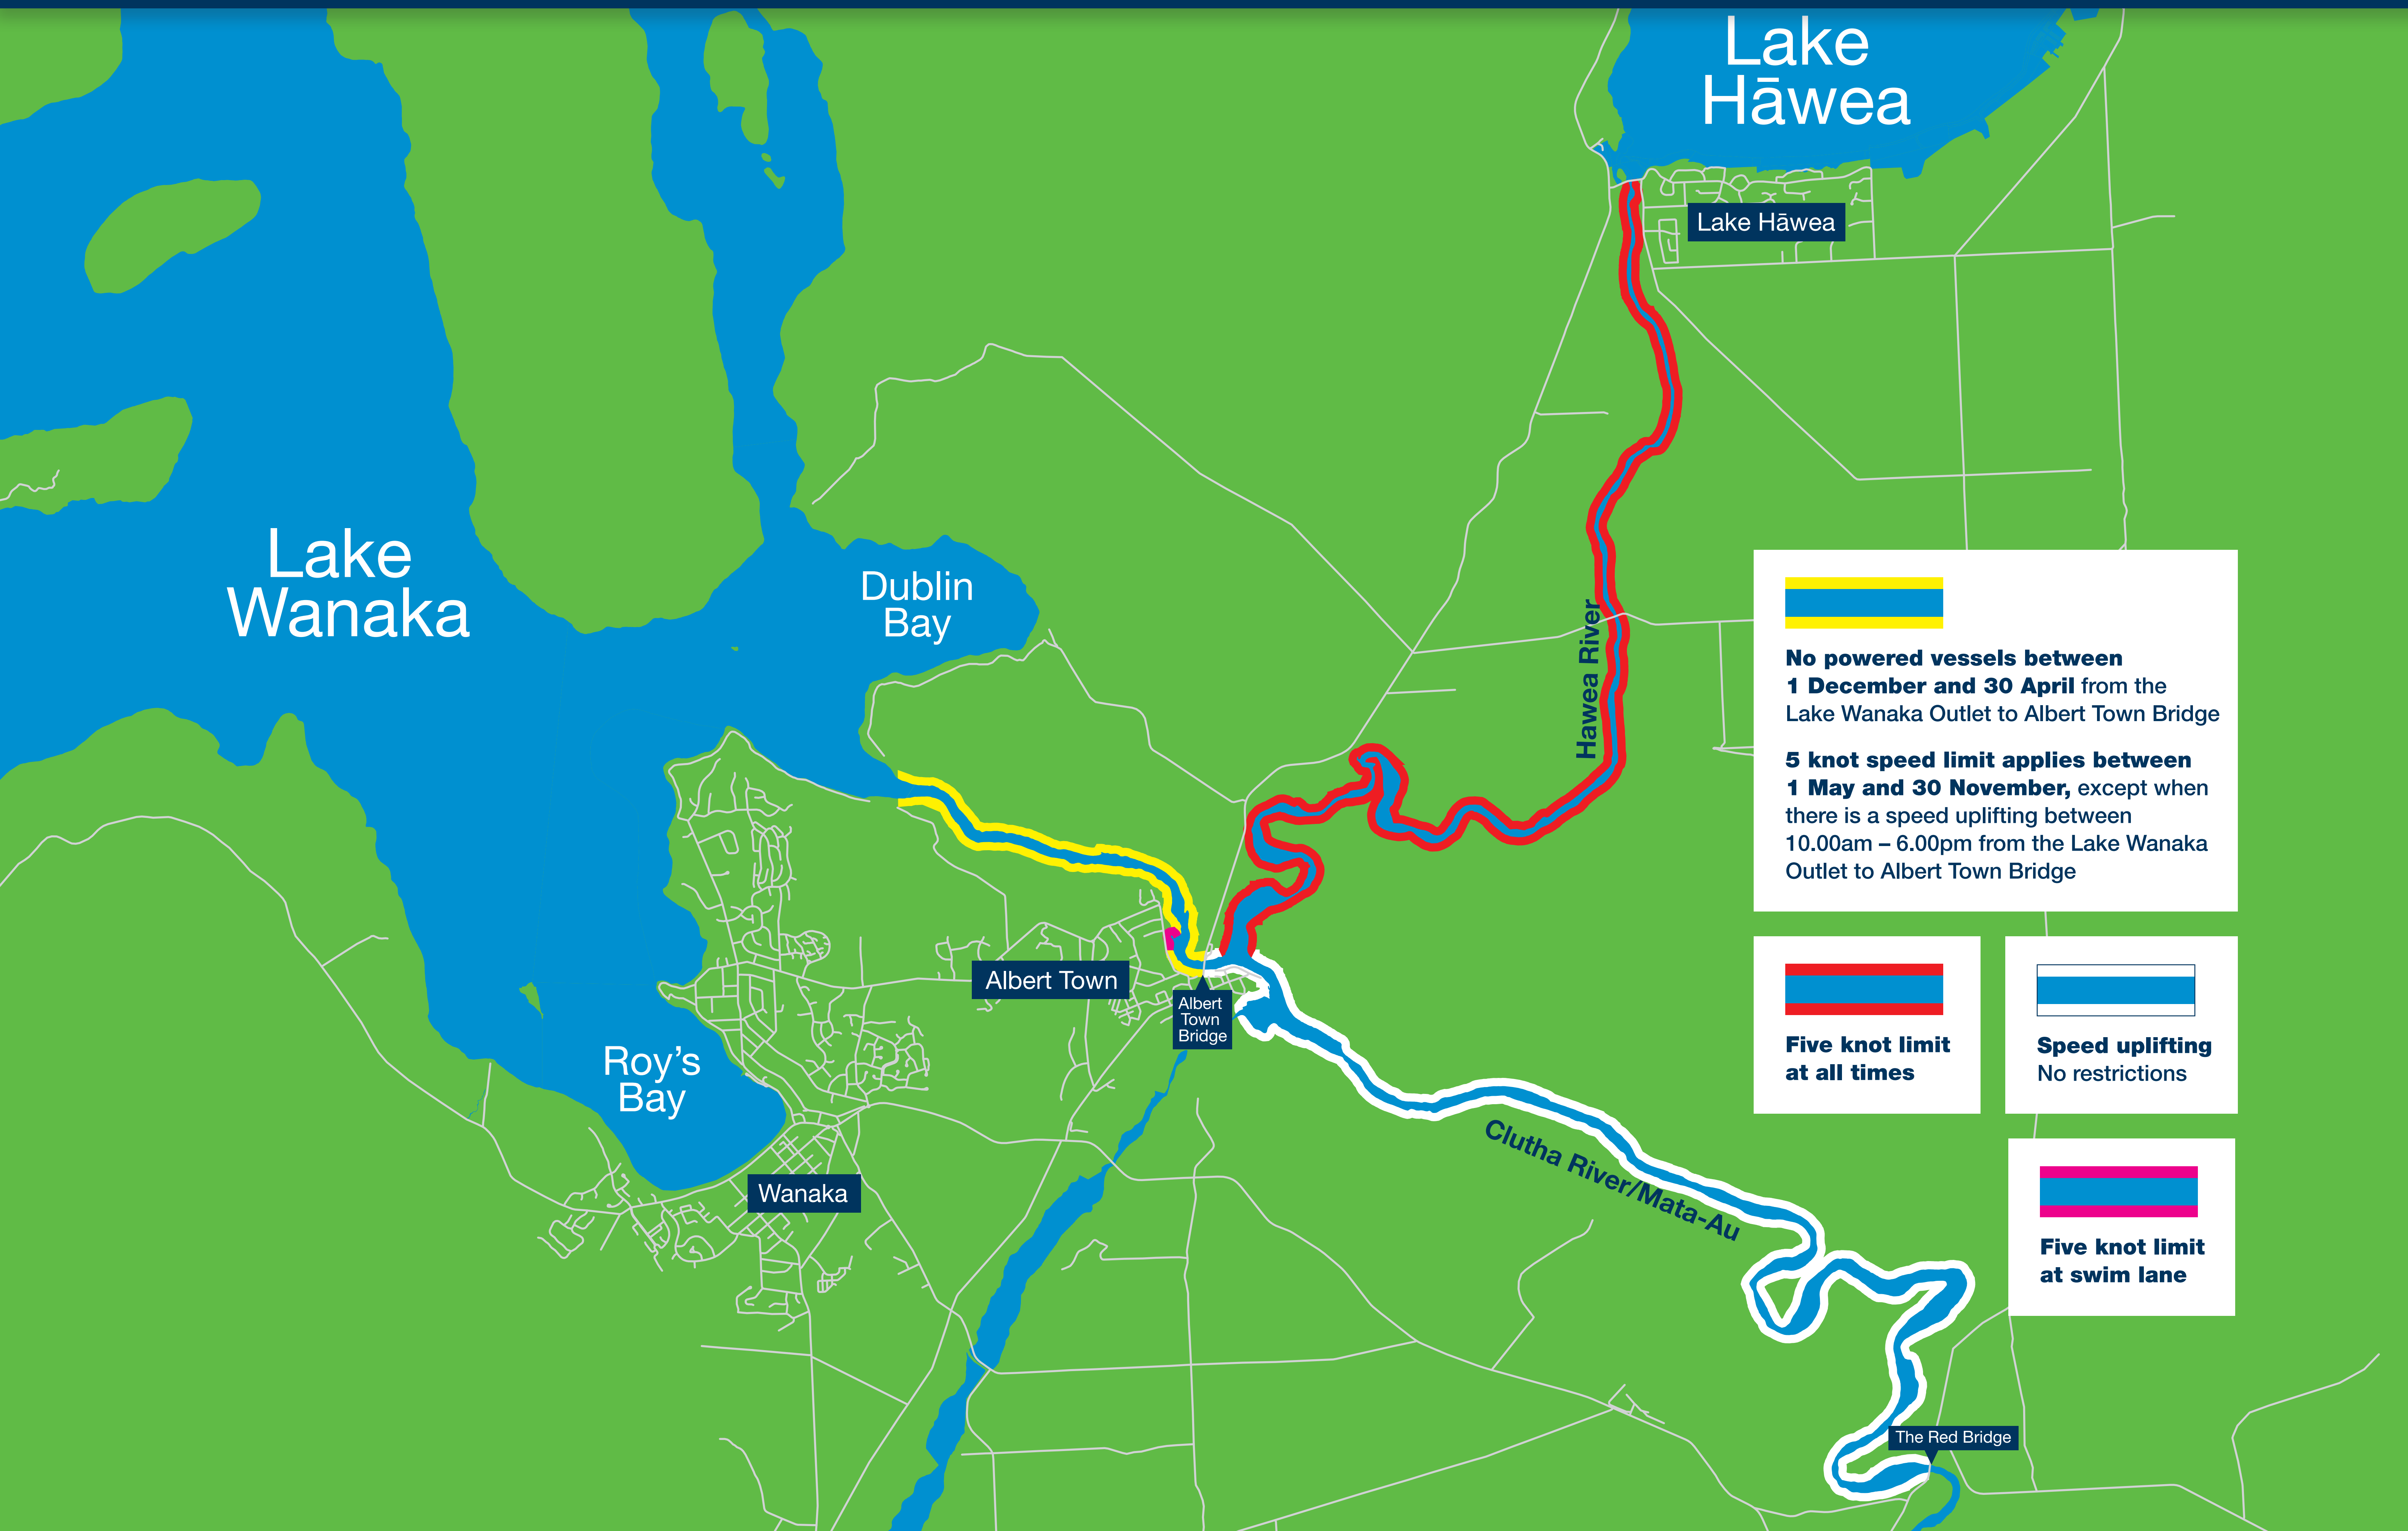 Lake
Hāwea
Lake Hāwea
Lake
Wanaka
Dublin
Bay
Hawea River
No powered vessels between
1 December and 30 April from the
Lake Wanaka Outlet to Albert Town Bridge
5 knot speed limit applies between
1 May and 30 November, except when
there is a speed uplifting between
10.00am – 6.00pm from the Lake Wanaka
Outlet to Albert Town Bridge
Albert Town
Albert
Town
Bridge
Five knot limit
at all times
Speed uplifting
No restrictions
Roy's
Bay
Clutha River/Mata-Au
Wanaka
Five knot limit
at swim lane
The Red Bridge